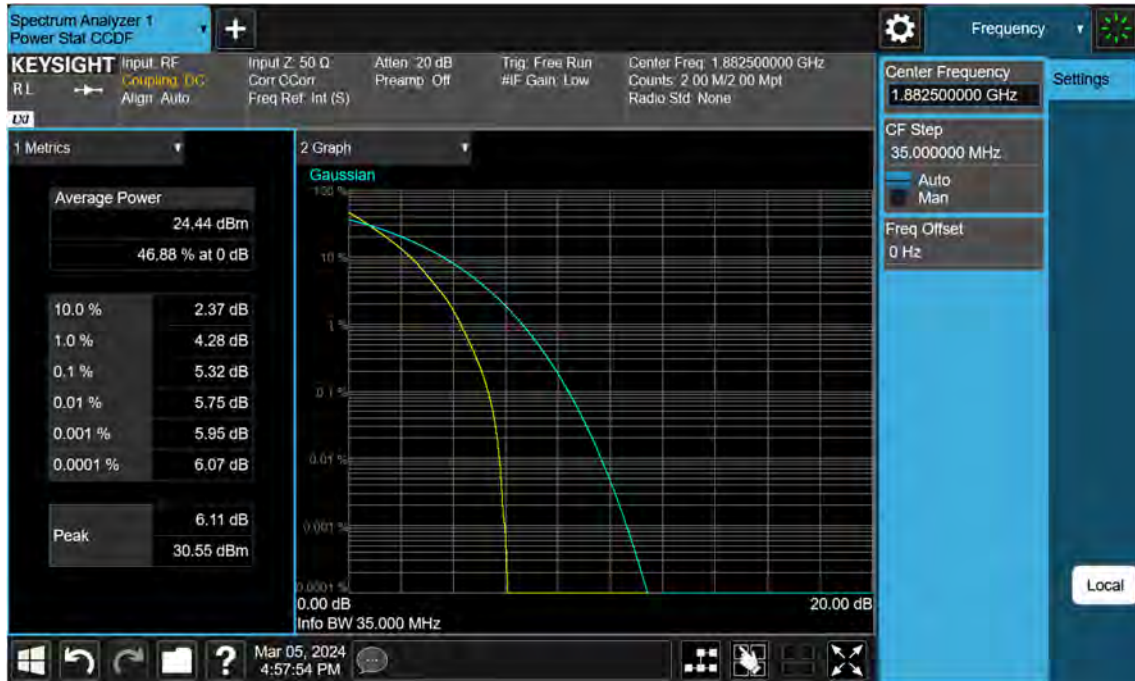 Spectrum Analyzer 1
Power Stat CCDF
+
Frequency
KEYSIGHT
RL
LXI
Input: RF
Coupling: DC
Align: Auto
Input Z: 50 Ω
Corr CCorr
Freq Ref: Int (S)
Atten: 20 dB
Preamp: Off
Trig: Free Run
#IF Gain: Low
Center Freq: 1.882500000 GHz
Counts: 2.00 M/2.00 Mpt
Radio Std: None
Center Frequency
1.882500000 GHz
Settings
CF Step
35.000000 MHz
Auto
Man
Freq Offset
0 Hz
Local
1 Metrics
Average Power
24.44 dBm
46.88 % at 0 dB
10.0 % 2.37 dB
1.0 % 4.28 dB
0.1 % 5.32 dB
0.01 % 5.75 dB
0.001 % 5.95 dB
0.0001 % 6.07 dB
Peak
6.11 dB
30.55 dBm
2 Graph
Gaussian
100 %
10 %
1 %
0.1 %
0.01 %
0.001 %
0.0001 %
0.00 dB
20.00 dB
Info BW 35.000 MHz
?
Mar 05, 2024
4:57:54 PM